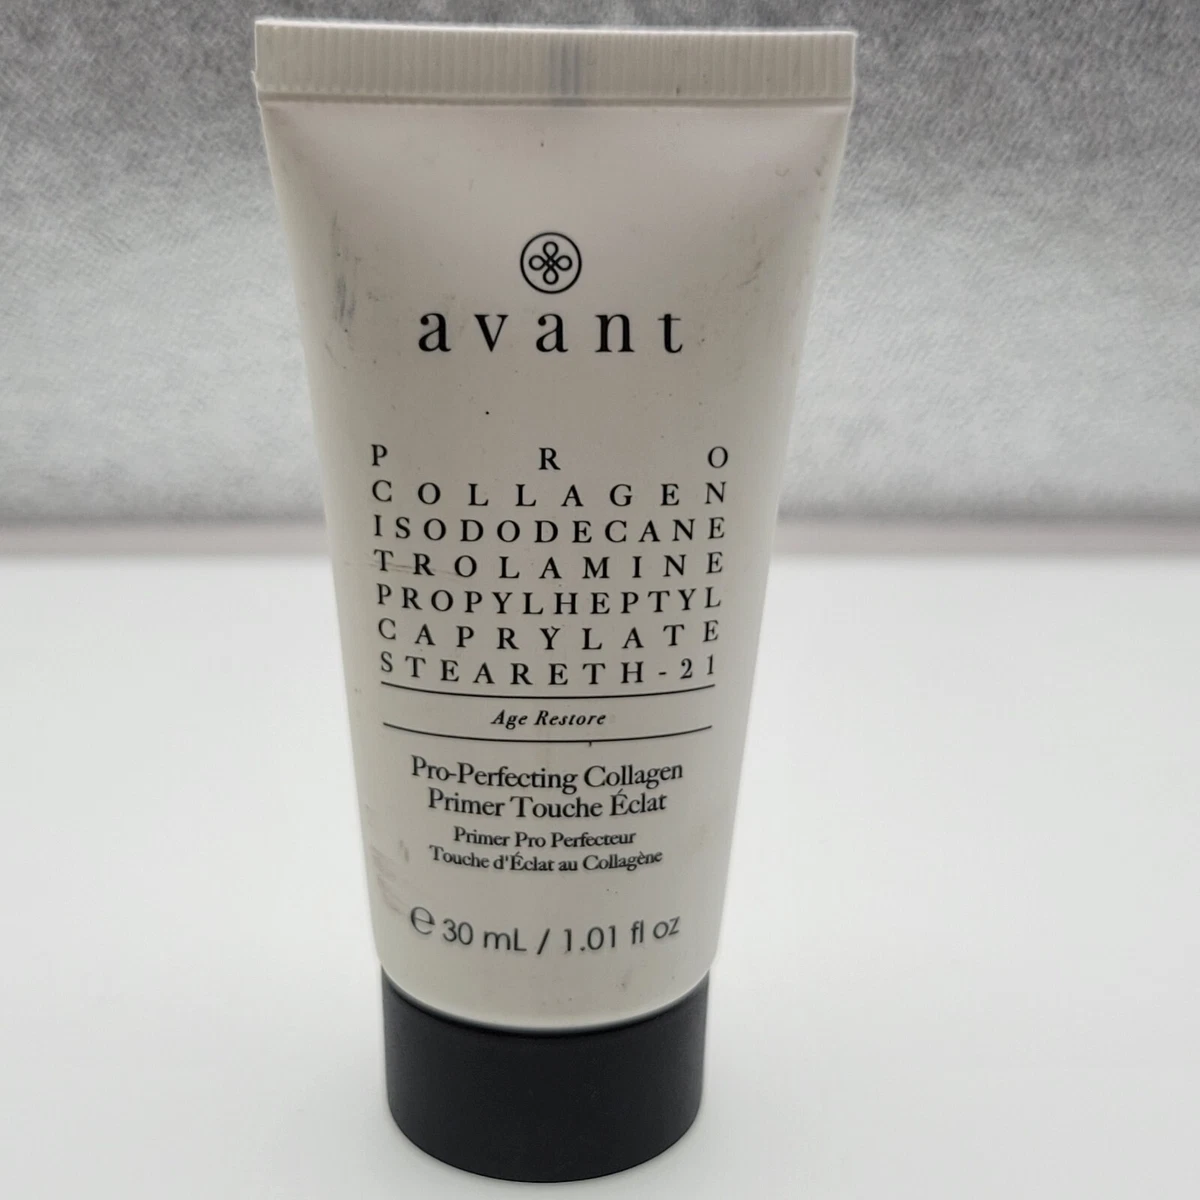 avant
PRO
COLLAGEN
ISODODECANE
TROLAMINE
PROPYLHEPTYL
CAPRYLATE
STEARETH-21
Age Restore
Pro-Perfecting Collagen
Primer Touche Éclat
Primer Pro Perfecteur
Touche d'Éclat au Collagène
℮ 30 mL / 1.01 fl oz